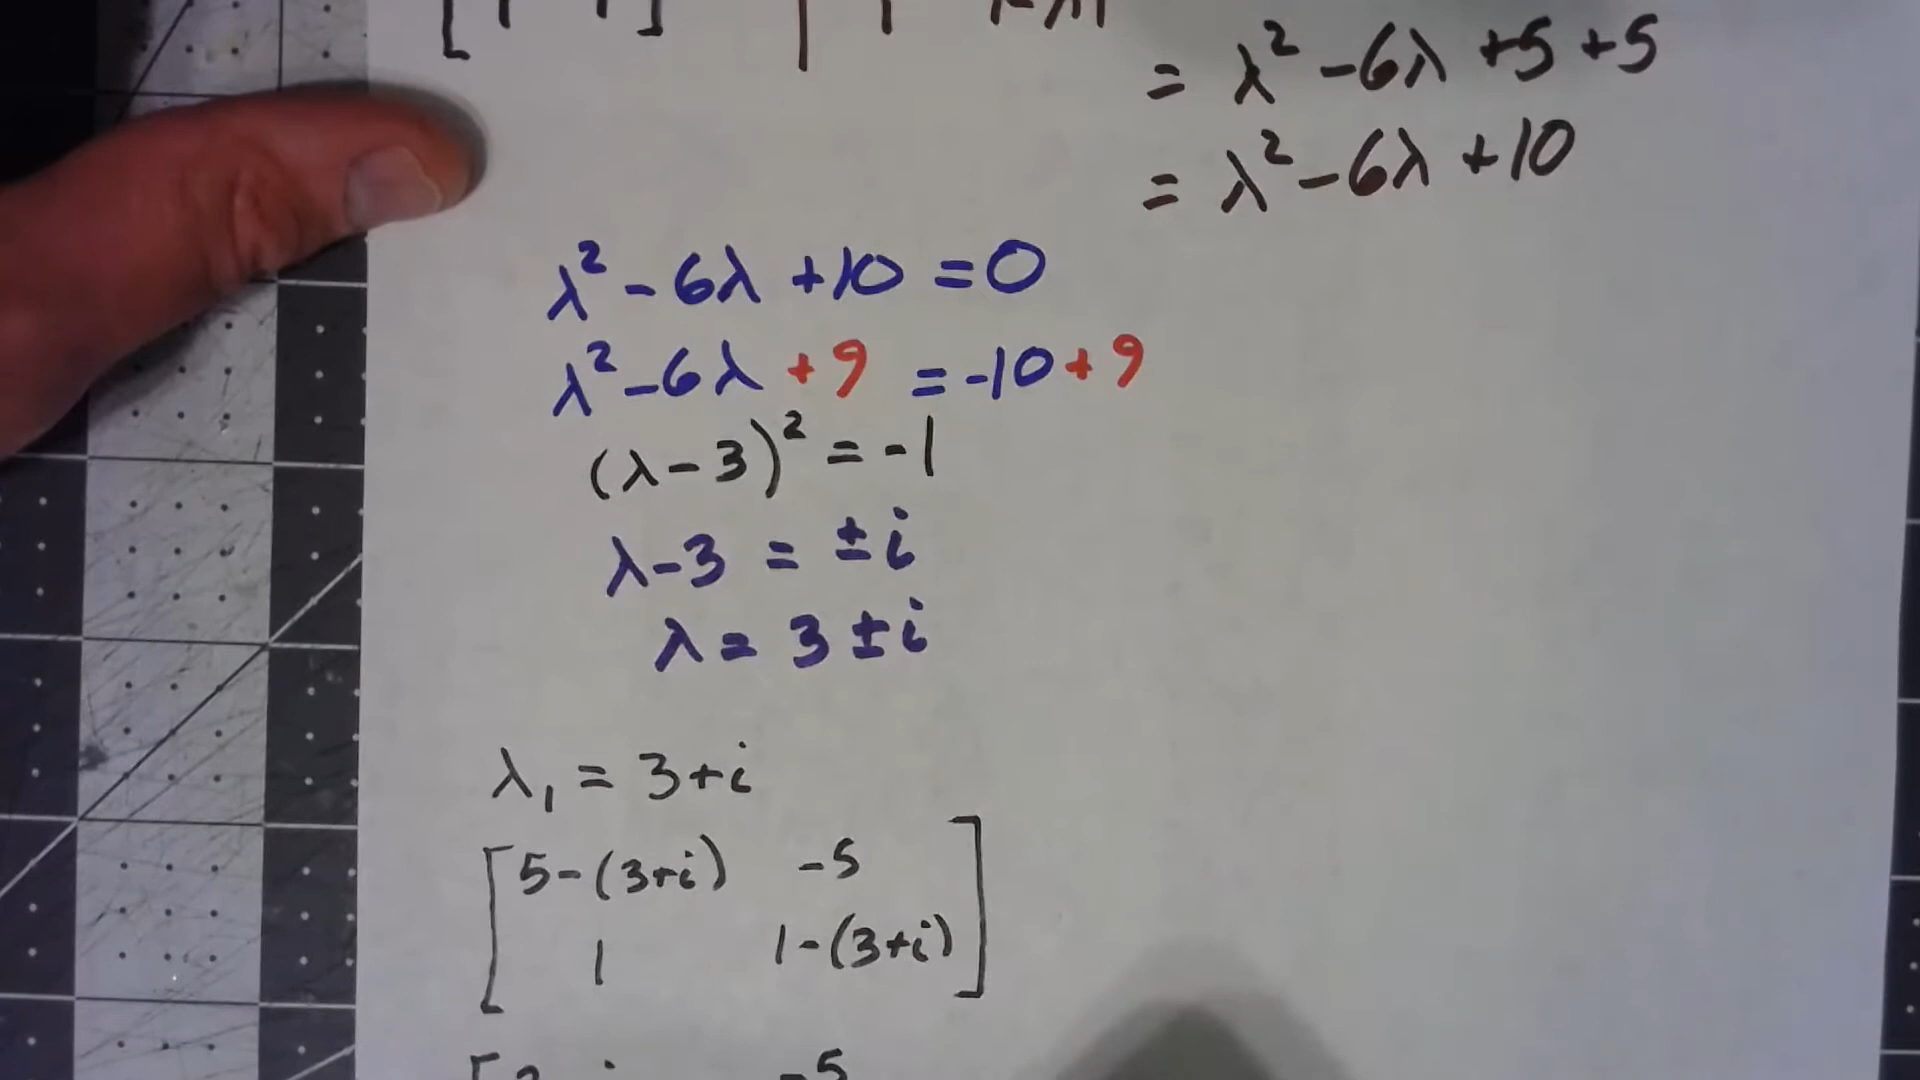 = λ² - 6λ + 5 + 5
= λ² - 6λ + 10
λ² - 6λ + 10 = 0
λ² - 6λ + 9 = -10 + 9
(λ - 3)² = -1
λ - 3 = ± i
λ = 3 ± i
λ₁ = 3 + i
[ 5 - (3+i) -5
1 1 - (3+i) ]
-5